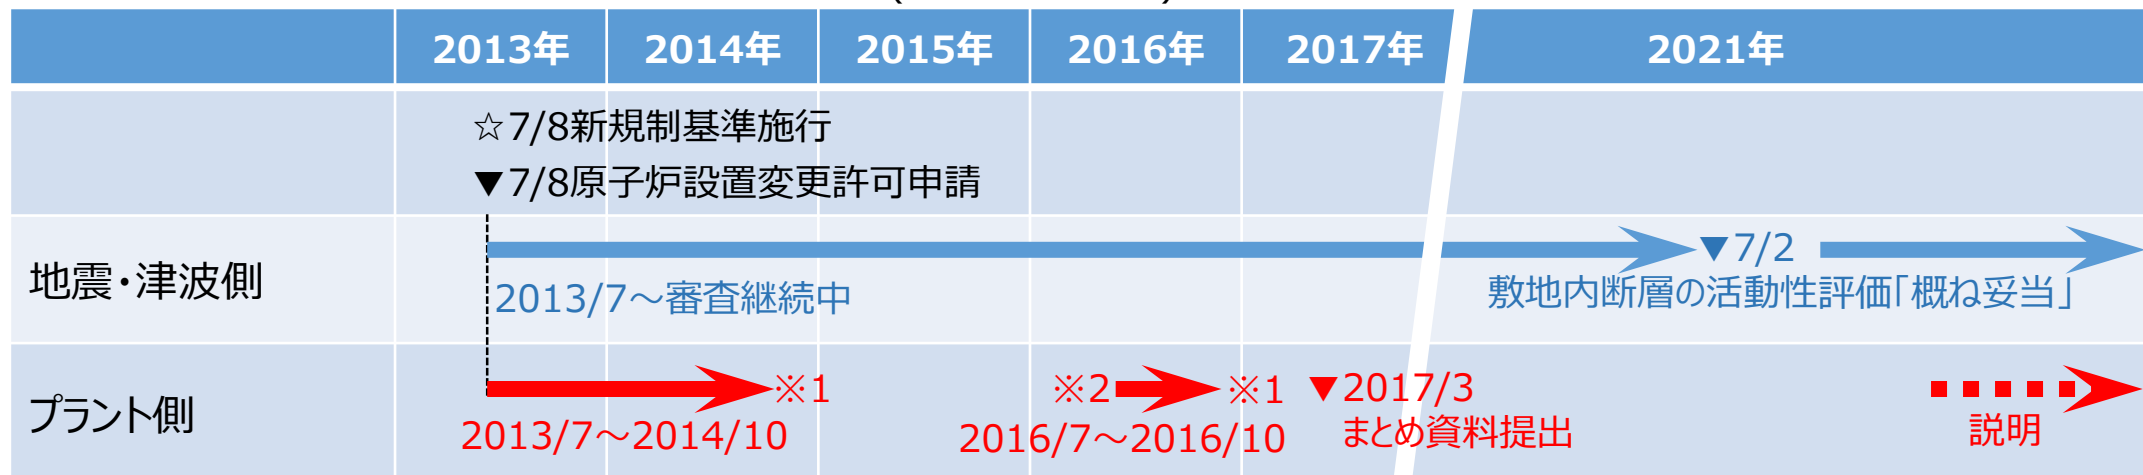 2013年 2014年 2015年 2016年 2017年 2021年
☆7/8新規制基準施行
▼7/8原子炉設置変更許可申請
地震・津波側
▼7/2
2013/7～審査継続中
敷地内断層の活動性評価「概ね妥当」
プラント側
※1
※2
※1
▼2017/3
2013/7～2014/10
2016/7～2016/10
まとめ資料提出
説明